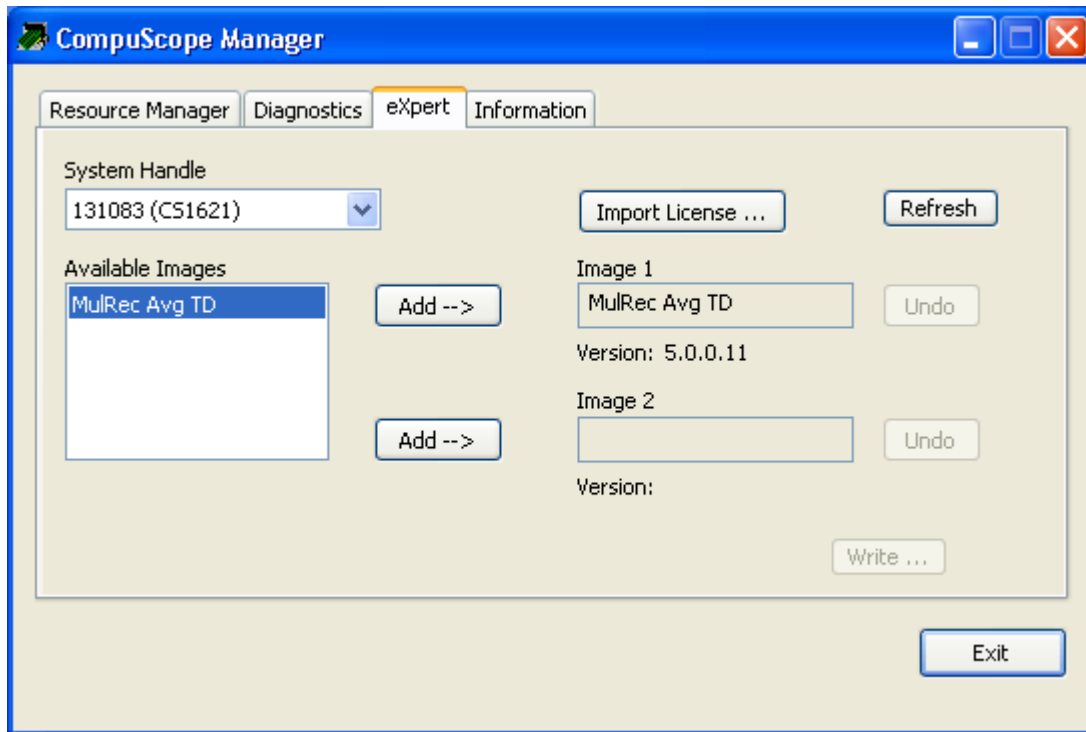 CompuScope Manager
Resource Manager Diagnostics eXpert Information
System Handle
131083 (CS1621)
Import License ...
Refresh
Available Images
MulRec Avg TD
Add -->
Image 1
MulRec Avg TD
Undo
Version: 5.0.0.11
Add -->
Image 2
Undo
Version:
Write ...
Exit